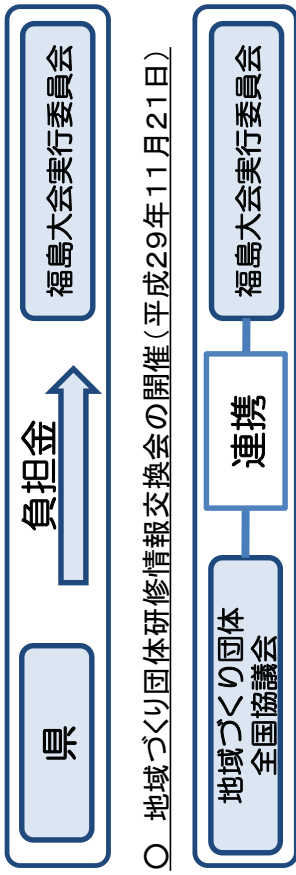 県
負担金
福島大会実行委員会
○ 地域づくり団体研修情報交換会の開催(平成29年11月21日)
地域づくり団体
全国協議会
連携
福島大会実行委員会